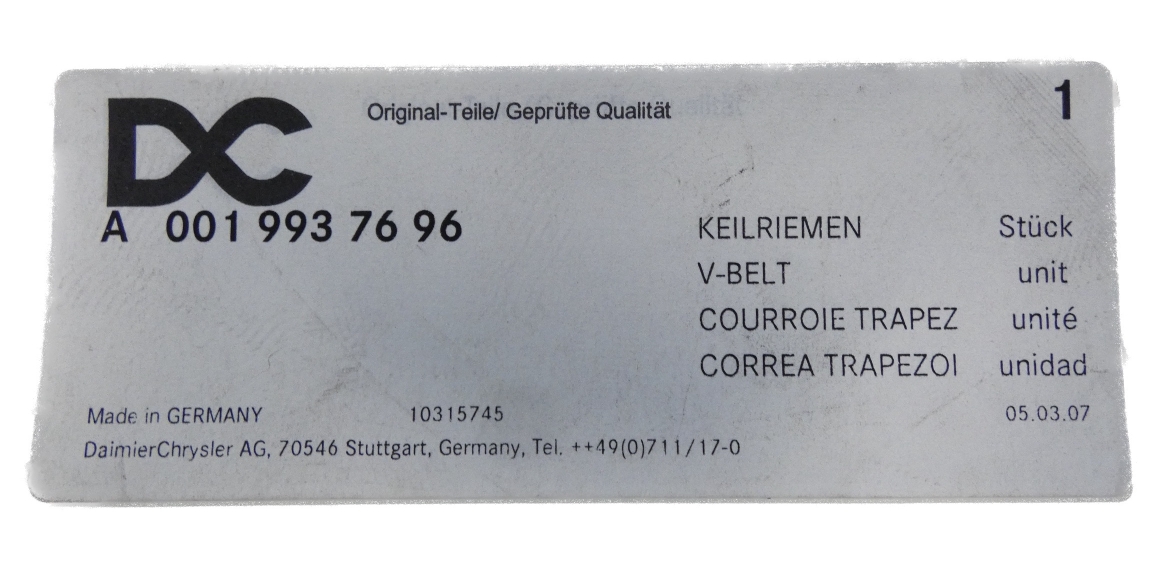 DC
Original-Teile/ Geprüfte Qualität
1
A 001 993 76 96
KEILRIEMEN Stück
V-BELT unit
COURROIE TRAPEZ unité
CORREA TRAPEZOI unidad
Made in GERMANY 10315745 05.03.07
DaimlerChrysler AG, 70546 Stuttgart, Germany, Tel. ++49(0)711/17-0